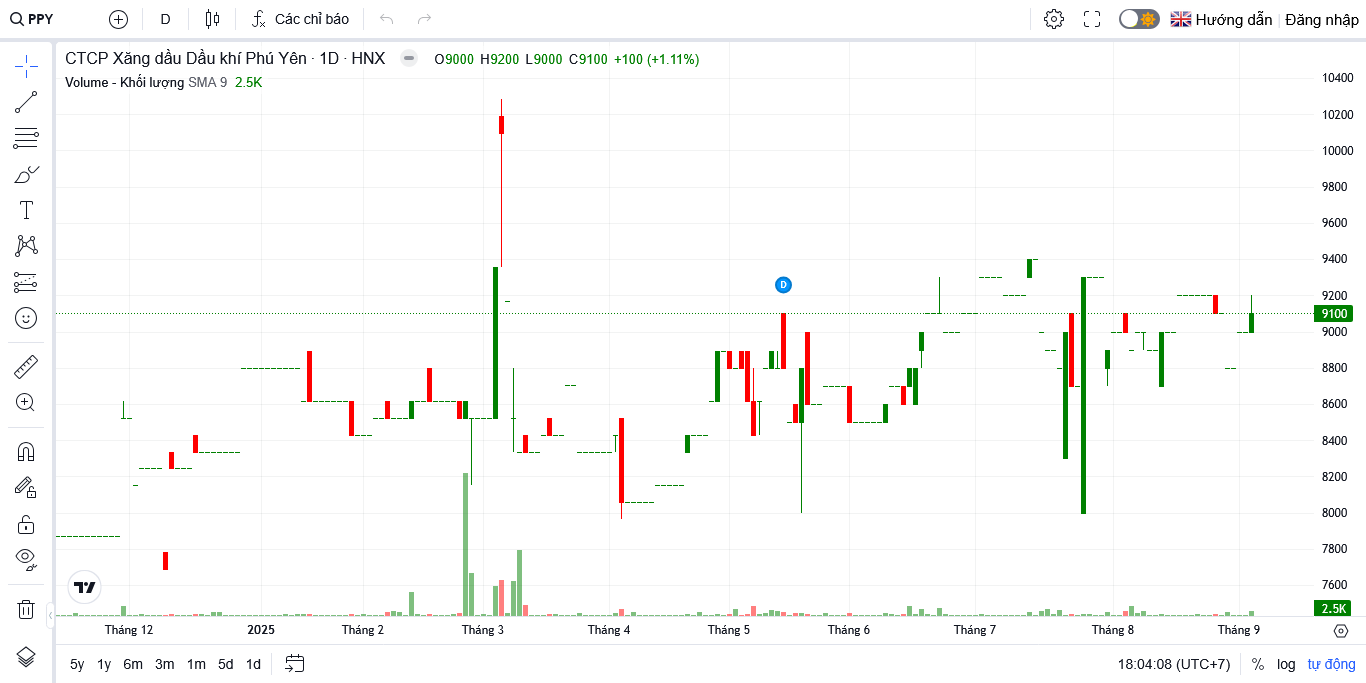 PPY D Các chỉ báo Hướng dẫn Đăng nhập
CTCP Xăng dầu Dầu khí Phú Yên · 1D · HNX O9000 H9200 L9000 C9100 +100 (+1.11%)
Volume - Khối lượng SMA 9 2.5K
10400
10200
10000
9800
9600
9400
D
9200
9100
9000
8800
8600
8400
8200
8000
7800
7600
2.5K
Tháng 12 2025 Tháng 2 Tháng 3 Tháng 4 Tháng 5 Tháng 6 Tháng 7 Tháng 8 Tháng 9
5y 1y 6m 3m 1m 5d 1d 18:04:08 (UTC+7) % log tự động